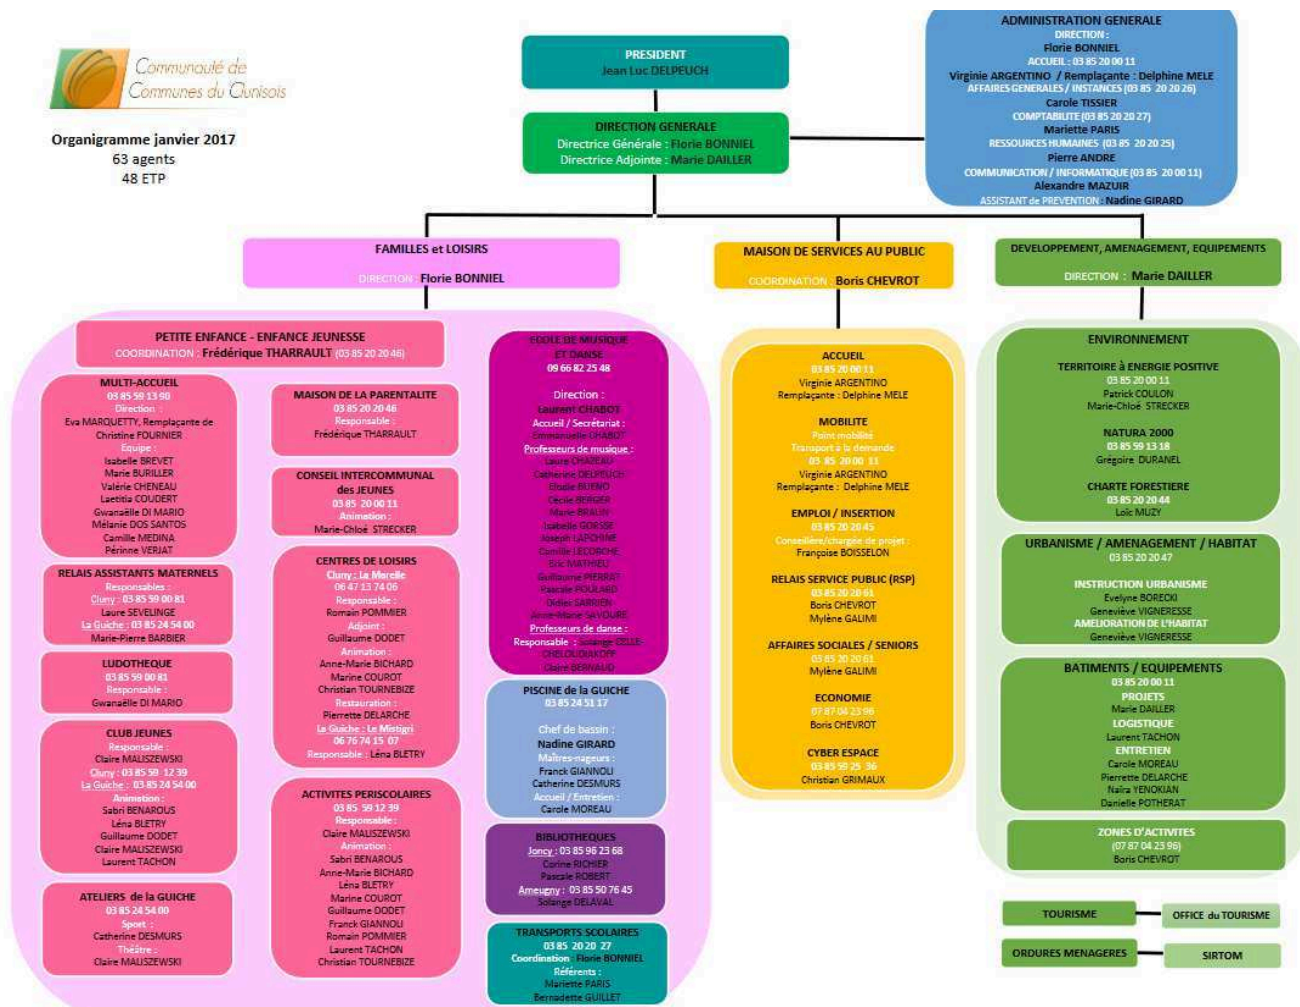 Communauté de
Communes du Clunisois
Organigramme janvier 2017
63 agents
48 ETP
PRESIDENT
Jean Luc DELPEUCH
DIRECTION GENERALE
Directrice Générale : Florie BONNIEL
Directrice Adjointe : Marie DAILLER
ADMINISTRATION GENERALE
DIRECTION :
Florie BONNIEL
ACCUEIL : 03 85 20 00 11
Virginie ARGENTINO / Remplaçante : Delphine MELE
AFFAIRES GENERALES / INSTANCES (03 85 20 20 26)
Carole TISSIER
COMPTABILITE (03 85 20 20 27)
Mariette PARIS
RESSOURCES HUMAINES (03 85 20 20 25)
Pierre ANDRE
COMMUNICATION / INFORMATIQUE (03 85 20 00 11)
Alexandre MAZUIR
ASSISTANT de PREVENTION : Nadine GIRARD
FAMILLES et LOISIRS
DIRECTION : Florie BONNIEL
MAISON DE SERVICES AU PUBLIC
COORDINATION : Boris CHEVROT
DEVELOPPEMENT, AMENAGEMENT, EQUIPEMENTS
DIRECTION : Marie DAILLER
PETITE ENFANCE - ENFANCE JEUNESSE
COORDINATION : Frédérique THARRAULT (03 85 20 20 46)
MULTI-ACCUEIL
03 85 59 13 90
Direction :
Eva MARQUETTY, Remplaçante de
Christine FOURNIER
Equipe :
Isabelle BREVET
Marie BURILLER
Valérie CHENEAU
Laetitia COUDERT
Gwanaëlle DI MARIO
Mélanie DOS SANTOS
Camille MEDINA
Périnne VERJAT
RELAIS ASSISTANTS MATERNELS
Responsables :
Cluny : 03 85 59 00 81
Laure SEVELINGE
La Guiche : 03 85 24 54 00
Marie-Pierre BARBIER
LUDOTHEQUE
03 85 59 00 81
Responsable :
Gwanaëlle DI MARIO
CLUB JEUNES
Responsable :
Claire MALISZEWSKI
Cluny : 03 85 59 12 39
La Guiche : 03 85 24 54 00
Animation :
Sabri BENAROUS
Léna BLETRY
Guillaume DODET
Claire MALISZEWSKI
Laurent TACHON
ATELIERS de la GUICHE
03 85 24 54 00
Sport :
Catherine DESMURS
Théâtre :
Claire MALISZEWSKI
MAISON DE LA PARENTALITE
03 85 20 20 46
Responsable :
Frédérique THARRAULT
CONSEIL INTERCOMMUNAL
des JEUNES
03 85 20 00 11
Animation :
Marie-Chloé STRECKER
CENTRES DE LOISIRS
Cluny : La Marelle
06 47 13 74 06
Responsable :
Romain POMMIER
Adjoint :
Guillaume DODET
Animation :
Anne-Marie BICHARD
Marine COUROT
Christian TOURNEBIZE
Restauration :
Pierrette DELARCHE
La Guiche : Le Mistigri
06 76 74 15 07
Responsable : Léna BLETRY
ACTIVITES PERISCOLAIRES
03 85 59 12 39
Responsable :
Claire MALISZEWSKI
Animation :
Sabri BENAROUS
Anne-Marie BICHARD
Léna BLETRY
Marine COUROT
Guillaume DODET
Franck GIANNOLI
Romain POMMIER
Laurent TACHON
Christian TOURNEBIZE
ECOLE DE MUSIQUE
ET DANSE
09 66 82 25 48
Direction :
Laurent CHABOT
Accueil / Secrétariat :
Emmanuelle CHABOT
Professeurs de musique :
Laure CHAZEAU
Catherine DELPEUCH
Elodie BUENO
Cécile BERGER
Marie BRAUN
Isabelle GORSSE
Joseph LAPCHINE
Camille LECORCHE
Eric MATHIEU
Guillaume PIERRAT
Pascale POULARD
Didier SARRIEN
Anne-Marie SAVOURE
Professeurs de danse :
Responsable : Solange CELLE-
CHELOUDIAKOFF
Claire BERNAUD
PISCINE de la GUICHE
03 85 24 51 17
Chef de bassin :
Nadine GIRARD
Maîtres-nageurs :
Franck GIANNOLI
Catherine DESMURS
Accueil / Entretien :
Carole MOREAU
BIBLIOTHEQUES
Joncy : 03 85 96 23 68
Corine RICHIER
Pascale ROBERT
Ameugny : 03 85 50 76 45
Solange DELAVAL
TRANSPORTS SCOLAIRES
03 85 20 20 27
Coordination : Florie BONNIEL
Référents :
Mariette PARIS
Bernadette GUILLET
ACCUEIL
03 85 20 00 11
Virginie ARGENTINO
Remplaçante : Delphine MELE
MOBILITE
Point mobilité
Transport à la demande
03 85 20 00 11
Virginie ARGENTINO
Remplaçante : Delphine MELE
EMPLOI / INSERTION
03 85 20 20 45
Conseillère/chargée de projet :
Françoise BOISSELON
RELAIS SERVICE PUBLIC (RSP)
03 85 20 20 61
Boris CHEVROT
Mylène GALIMI
AFFAIRES SOCIALES / SENIORS
03 85 20 20 61
Mylène GALIMI
ECONOMIE
07 87 04 23 96
Boris CHEVROT
CYBER ESPACE
03 85 59 25 36
Christian GRIMAUX
ENVIRONNEMENT
TERRITOIRE à ENERGIE POSITIVE
03 85 20 00 11
Patrick COULON
Marie-Chloé STRECKER
NATURA 2000
03 85 59 13 18
Grégoire DURANEL
CHARTE FORESTIERE
03 85 20 20 44
Loïc MUZY
URBANISME / AMENAGEMENT / HABITAT
03 85 20 20 47
INSTRUCTION URBANISME
Evelyne BORECKI
Geneviève VIGNERESSE
AMELIORATION DE L'HABITAT
Geneviève VIGNERESSE
BATIMENTS / EQUIPEMENTS
03 85 20 00 11
PROJETS
Marie DAILLER
LOGISTIQUE
Laurent TACHON
ENTRETIEN
Carole MOREAU
Pierrette DELARCHE
Naïra YENOKIAN
Danielle POTHERAT
ZONES D'ACTIVITES
(07 87 04 23 96)
Boris CHEVROT
TOURISME
OFFICE du TOURISME
ORDURES MENAGERES
SIRTOM